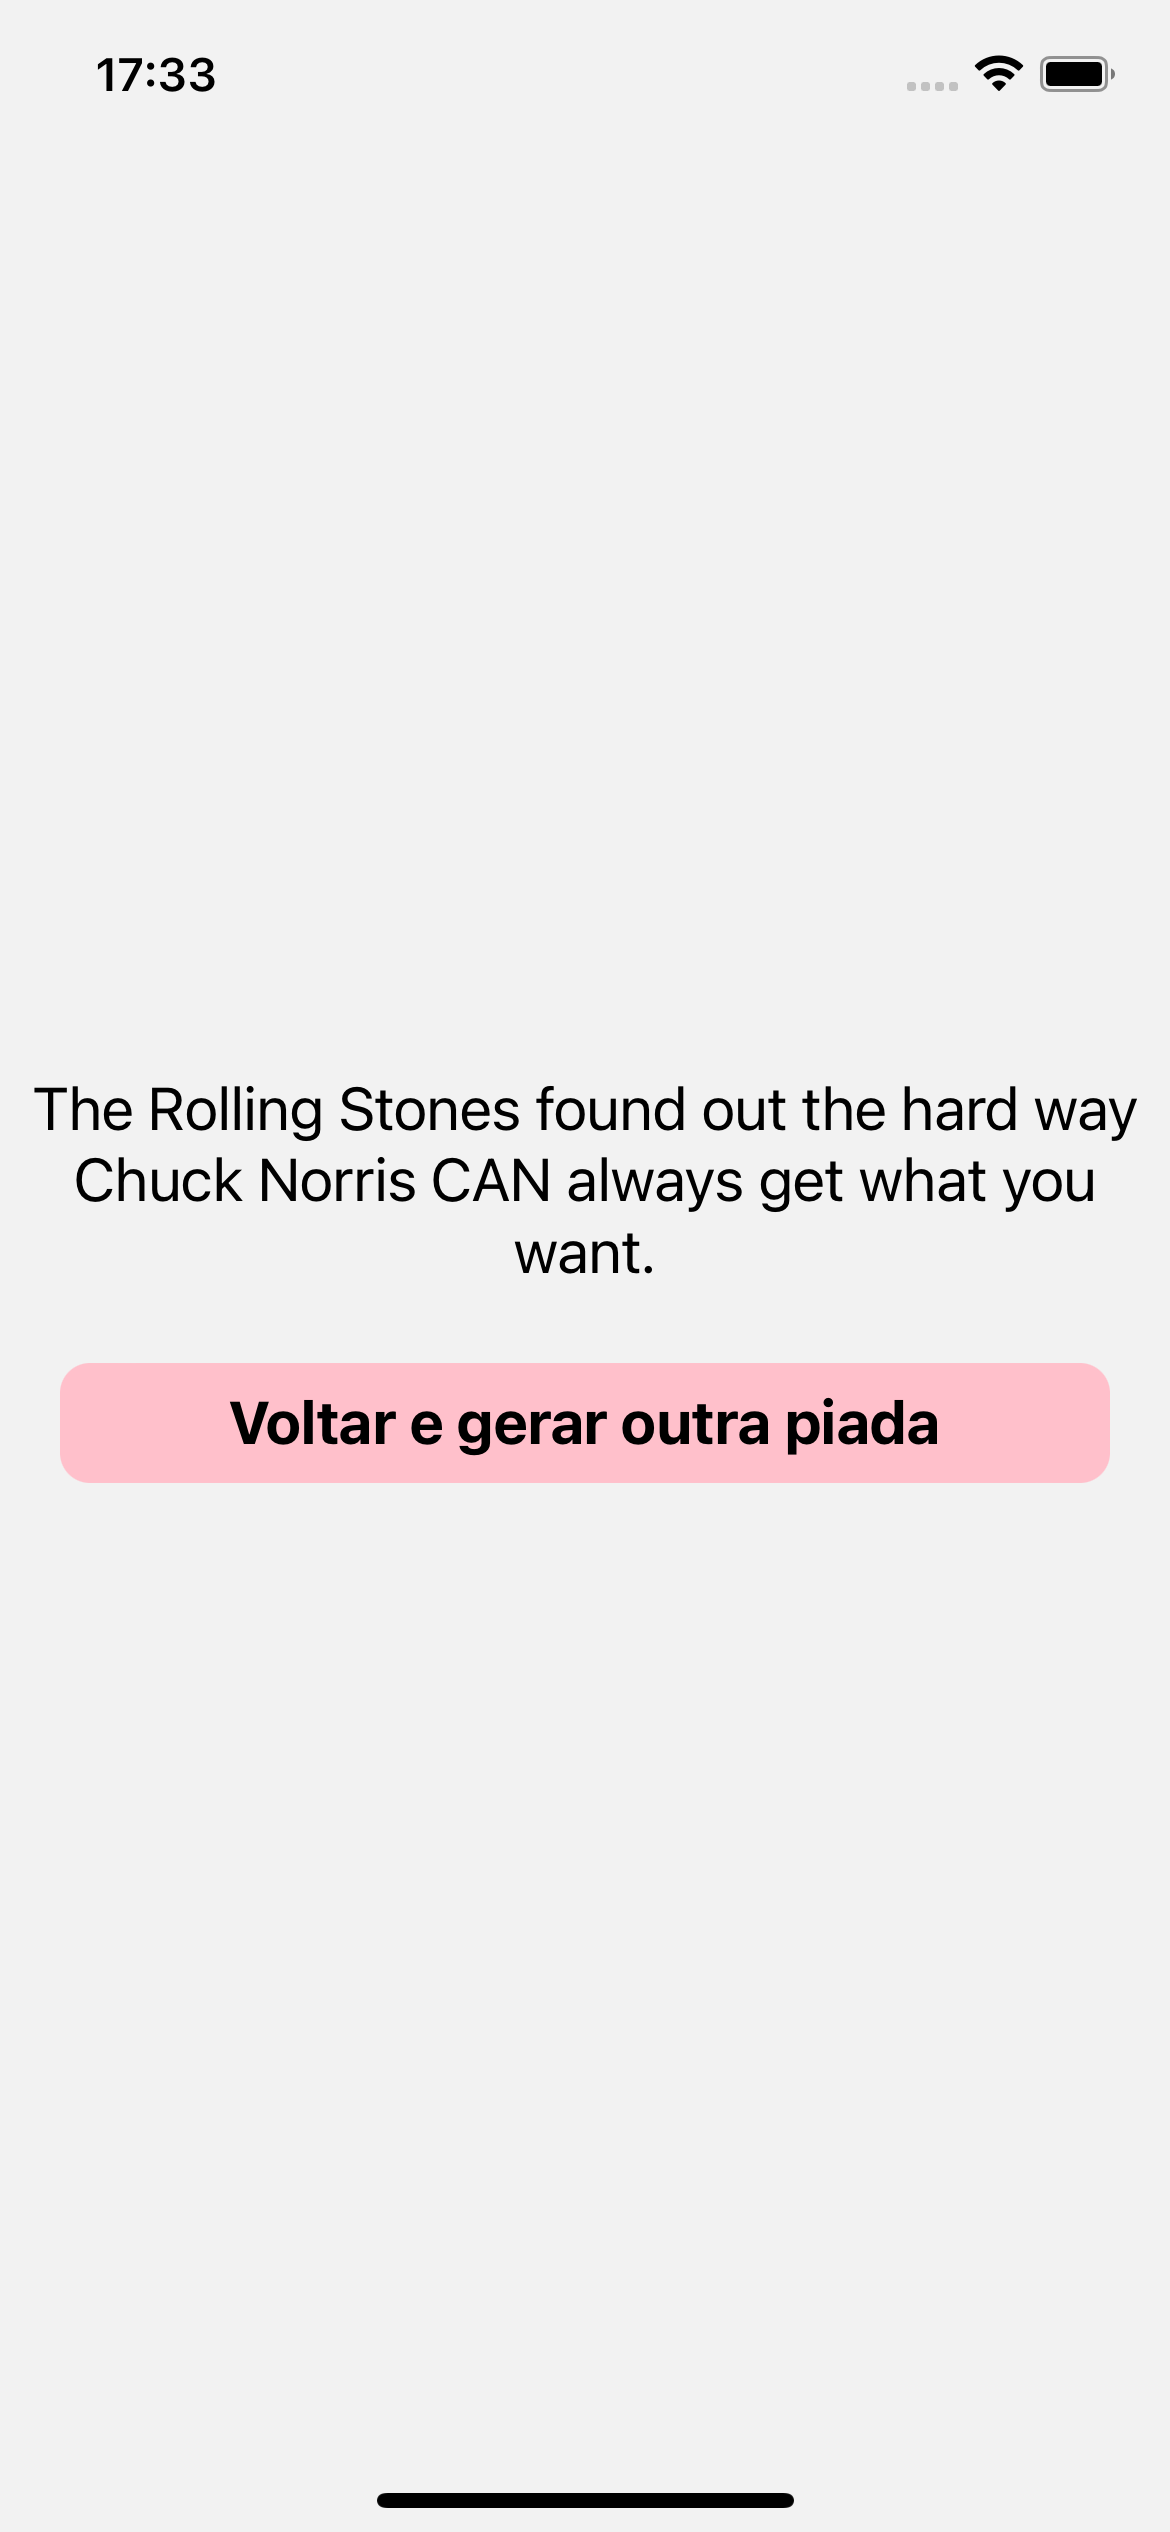 17:33
The Rolling Stones found out the hard way
Chuck Norris CAN always get what you
want.
Voltar e gerar outra piada